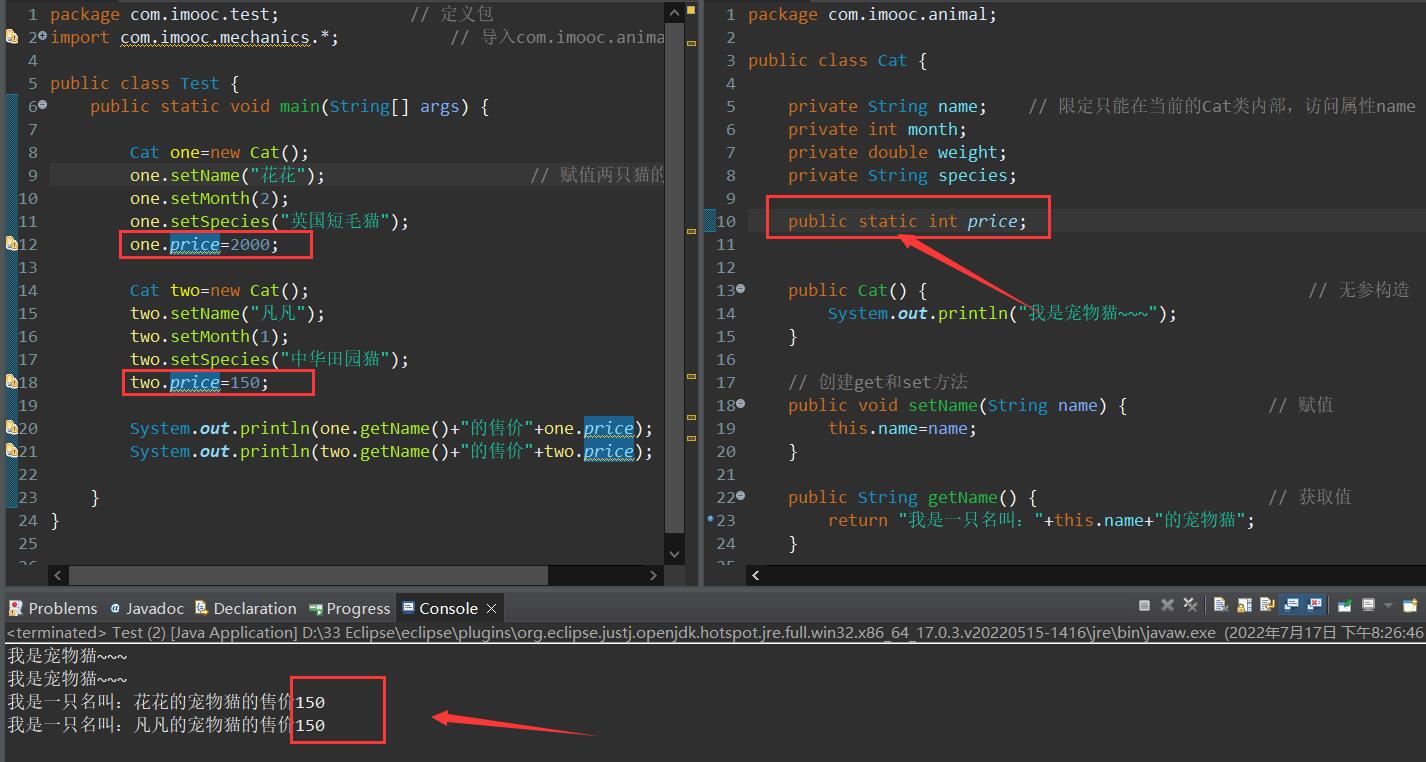 1 package com.imooc.test; // 定义包
2 import com.imooc.mechanics.*; // 导入com.imooc.anima
4
5 public class Test {
6 public static void main(String[] args) {
7
8 Cat one=new Cat();
9 one.setName("花花"); // 赋值两只猫的
10 one.setMonth(2);
11 one.setSpecies("英国短毛猫");
12 one.price=2000;
13
14 Cat two=new Cat();
15 two.setName("凡凡");
16 two.setMonth(1);
17 two.setSpecies("中华田园猫");
18 two.price=150;
19
20 System.out.println(one.getName()+"的售价"+one.price);
21 System.out.println(two.getName()+"的售价"+two.price);
22
23 }
24 }
25
1 package com.imooc.animal;
2
3 public class Cat {
4
5 private String name; // 限定只能在当前的Cat类内部，访问属性name
6 private int month;
7 private double weight;
8 private String species;
9
10 public static int price;
11
12
13 public Cat() { // 无参构造
14 System.out.println("我是宠物猫~~~");
15 }
16
17 // 创建get和set方法
18 public void setName(String name) { // 赋值
19 this.name=name;
20 }
21
22 public String getName() { // 获取值
23 return "我是一只名叫："+this.name+"的宠物猫";
24 }
Problems Javadoc Declaration Progress Console
<terminated> Test (2) [Java Application] D:\33 Eclipse\eclipse\plugins\org.eclipse.justj.openjdk.hotspot.jre.full.win32.x86_64_17.0.3.v20220515-1416\jre\bin\javaw.exe (2022年7月17日 下午8:26:46
我是宠物猫~~~
我是宠物猫~~~
我是一只名叫：花花的宠物猫的售价150
我是一只名叫：凡凡的宠物猫的售价150